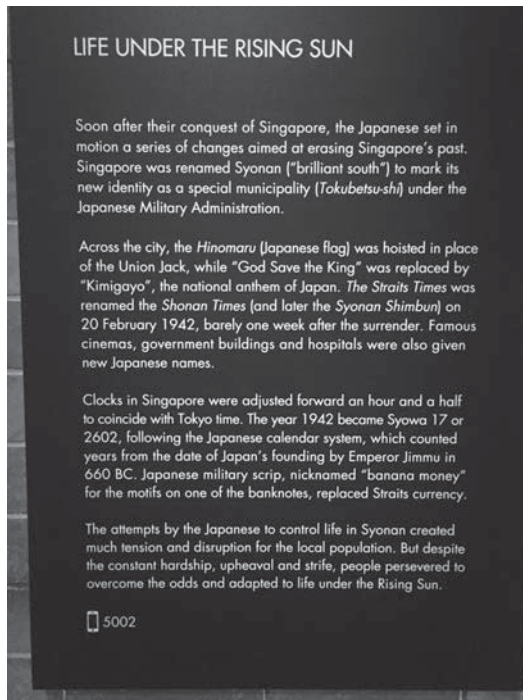 LIFE UNDER THE RISING SUN
Soon after their conquest of Singapore, the Japanese set in
motion a series of changes aimed at erasing Singapore's past.
Singapore was renamed Syonan ("brilliant south") to mark its
new identity as a special municipality (Tokubetsu-shi) under the
Japanese Military Administration.
Across the city, the Hinomaru (Japanese flag) was hoisted in place
of the Union Jack, while "God Save the King" was replaced by
"Kimigayo", the national anthem of Japan. The Straits Times was
renamed the Shonan Times (and later the Syonan Shimbun) on
20 February 1942, barely one week after the surrender. Famous
cinemas, government buildings and hospitals were also given
new Japanese names.
Clocks in Singapore were adjusted forward an hour and a half
to coincide with Tokyo time. The year 1942 became Syowa 17 or
2602, following the Japanese calendar system, which counted
years from the date of Japan's founding by Emperor Jimmu in
660 BC. Japanese military scrip, nicknamed "banana money"
for the motifs on one of the banknotes, replaced Straits currency.
The attempts by the Japanese to control life in Syonan created
much tension and disruption for the local population. But despite
the constant hardship, upheaval and strife, people persevered to
overcome the odds and adapted to life under the Rising Sun.
5002